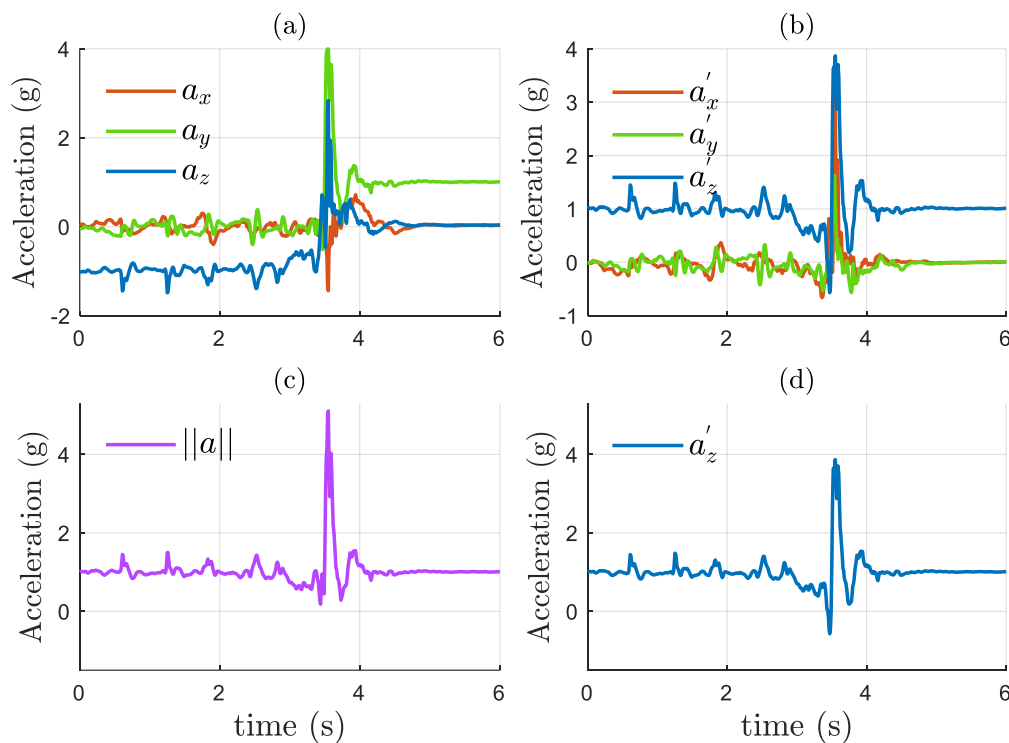 (a)
Acceleration (g)
4
2
0
-2
a_x
a_y
a_z
0 2 4 6
(b)
Acceleration (g)
4
3
2
1
0
-1
a'_x
a'_y
a'_z
0 2 4 6
(c)
Acceleration (g)
4
2
0
||a||
0 2 4 6
time (s)
(d)
Acceleration (g)
4
2
0
a'_z
0 2 4 6
time (s)